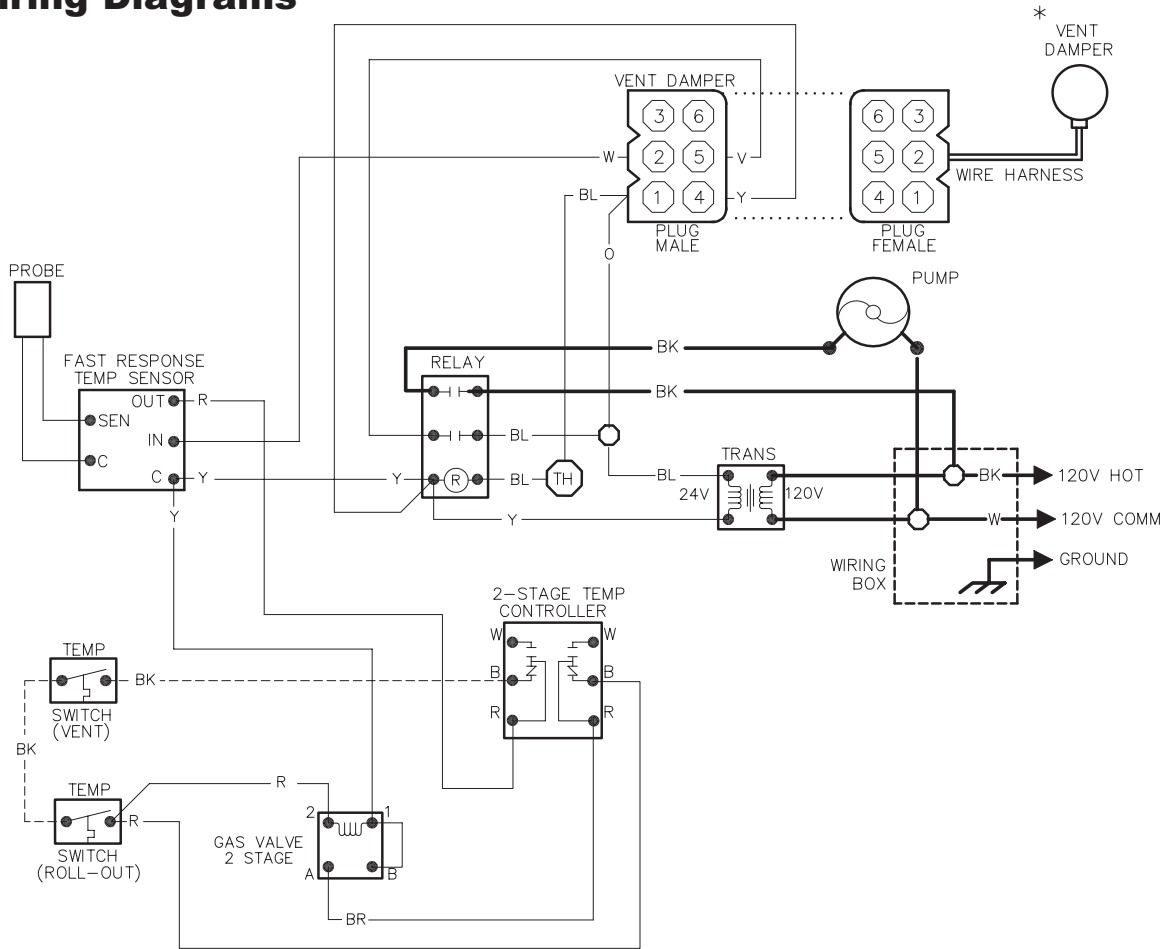 iring Diagrams
*
VENT
DAMPER
VENT DAMPER
3 6
6 3
W
2 5
V
5 2
WIRE HARNESS
BL
1 4
Y
4 1
PLUG
MALE
PLUG
FEMALE
O
PROBE
PUMP
FAST RESPONSE
TEMP SENSOR
BK
RELAY
OUT
R
BK
SEN
IN
BL
C
TRANS
C
Y
Y
R
BL
TH
BL
24V
120V
BK
120V HOT
Y
Y
W
120V COMM
WIRING
BOX
GROUND
2-STAGE TEMP
CONTROLLER
W
W
TEMP
BK
B
B
SWITCH
(VENT)
R
R
BK
TEMP
R
2
1
R
GAS VALVE
2 STAGE
SWITCH
(ROLL-OUT)
A
B
BR